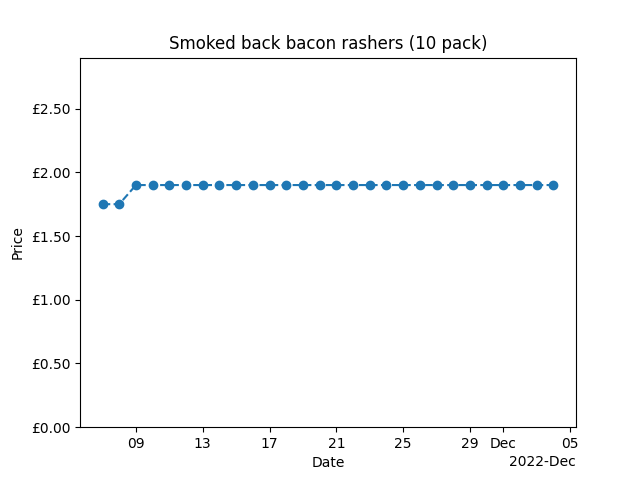 Smoked back bacon rashers (10 pack)
£2.50
£2.00
£1.50
£1.00
£0.50
£0.00
Price
09 13 17 21 25 29 Dec 05
2022-Dec
Date